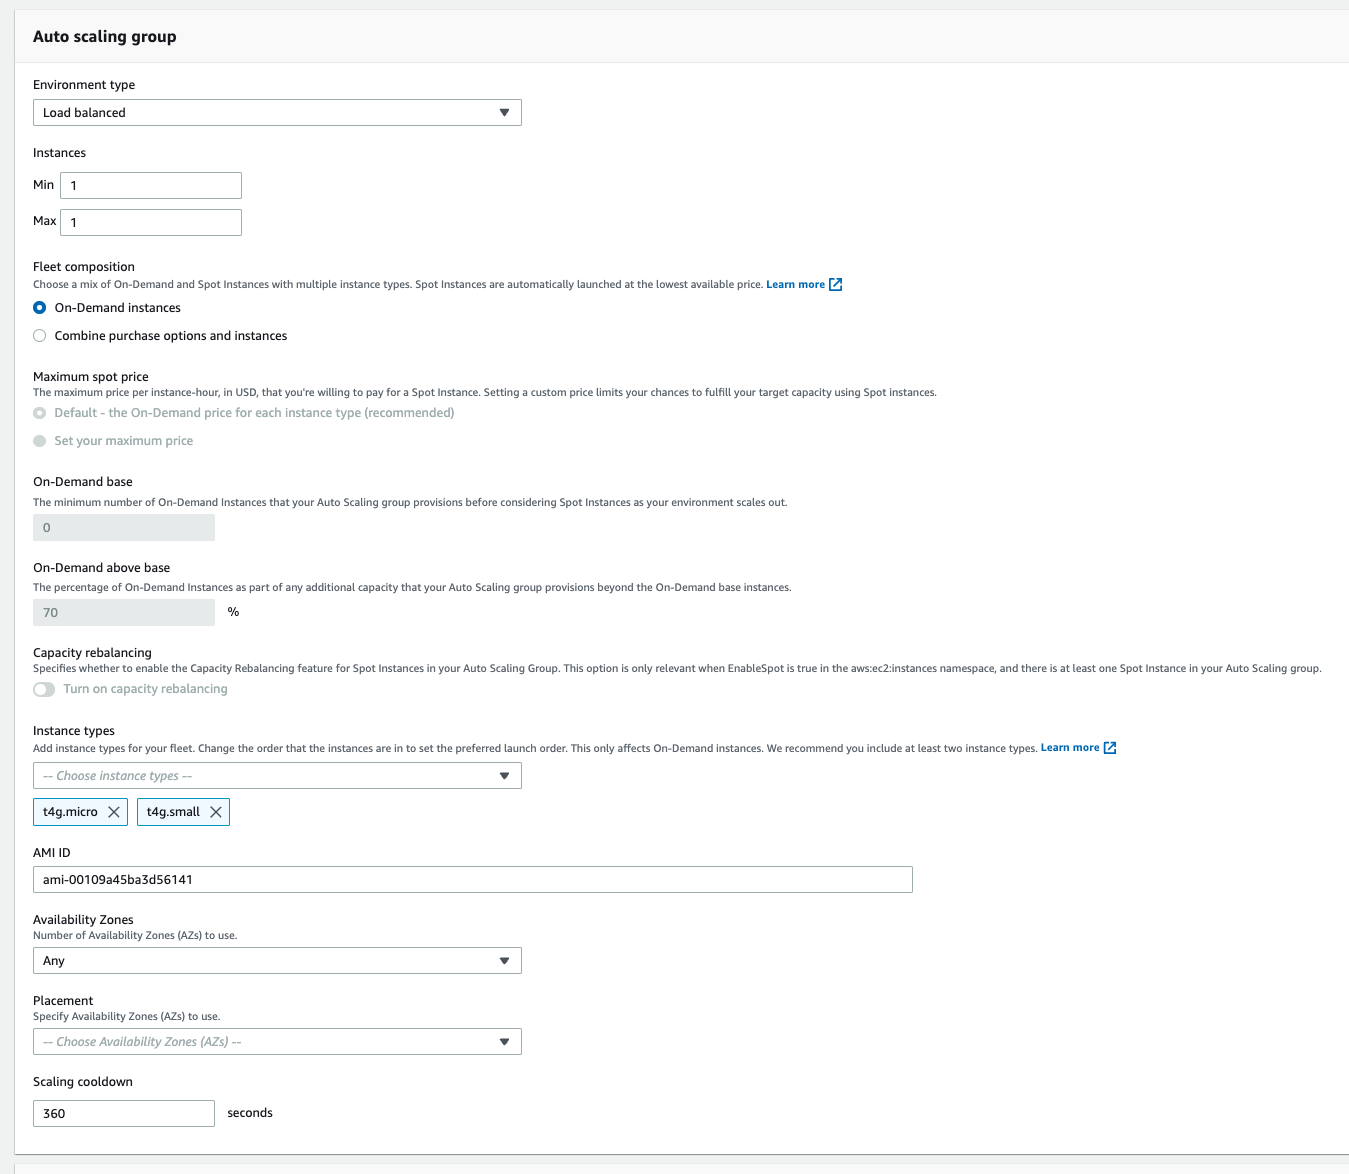 Auto scaling group
Environment type
Load balanced
Instances
Min 1
Max 1
Fleet composition
Choose a mix of On-Demand and Spot Instances with multiple instance types. Spot Instances are automatically launched at the lowest available price. Learn more
On-Demand instances
Combine purchase options and instances
Maximum spot price
The maximum price per instance-hour, in USD, that you're willing to pay for a Spot Instance. Setting a custom price limits your chances to fulfill your target capacity using Spot instances.
Default - the On-Demand price for each instance type (recommended)
Set your maximum price
On-Demand base
The minimum number of On-Demand Instances that your Auto Scaling group provisions before considering Spot Instances as your environment scales out.
0
On-Demand above base
The percentage of On-Demand Instances as part of any additional capacity that your Auto Scaling group provisions beyond the On-Demand base instances.
70 %
Capacity rebalancing
Specifies whether to enable the Capacity Rebalancing feature for Spot Instances in your Auto Scaling Group. This option is only relevant when EnableSpot is true in the aws:ec2:instances namespace, and there is at least one Spot Instance in your Auto Scaling group.
Turn on capacity rebalancing
Instance types
Add instance types for your fleet. Change the order that the instances are in to set the preferred launch order. This only affects On-Demand instances. We recommend you include at least two instance types. Learn more
-- Choose instance types --
t4g.micro t4g.small
AMI ID
ami-00109a45ba3d56141
Availability Zones
Number of Availability Zones (AZs) to use.
Any
Placement
Specify Availability Zones (AZs) to use.
-- Choose Availability Zones (AZs) --
Scaling cooldown
360 seconds